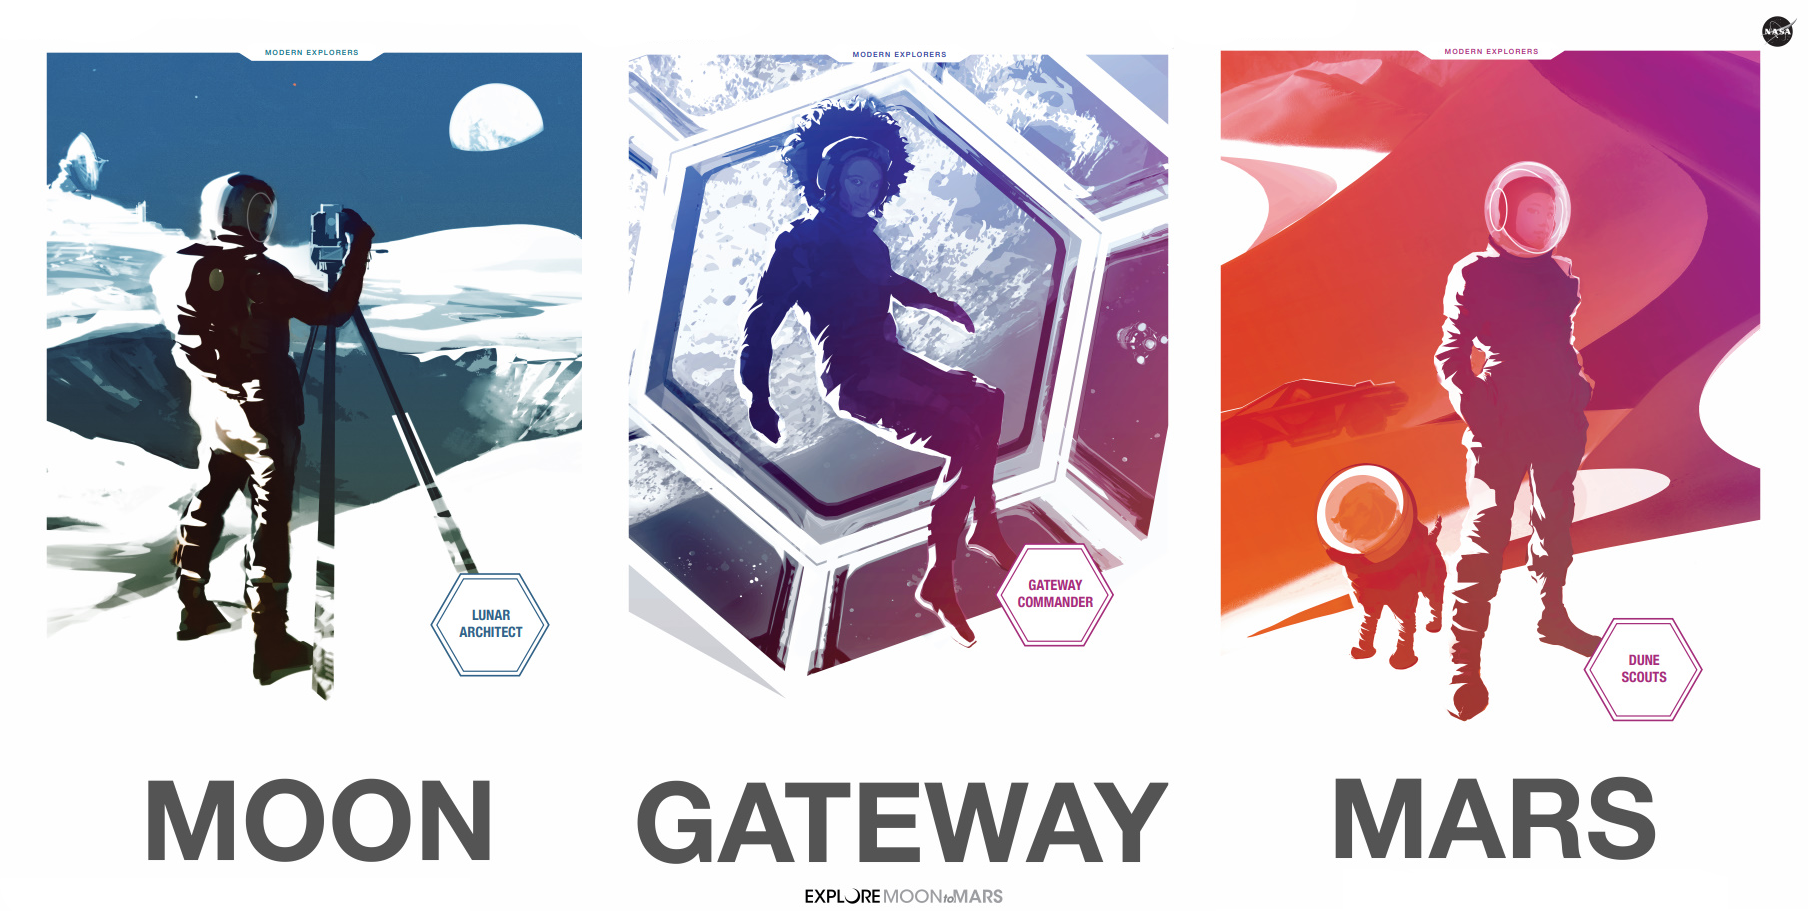 NASA
MODERN EXPLORERS
LUNAR
ARCHITECT
MOON
MODERN EXPLORERS
GATEWAY
COMMANDER
GATEWAY
MODERN EXPLORERS
DUNE
SCOUTS
MARS
EXPLORE MOON to MARS